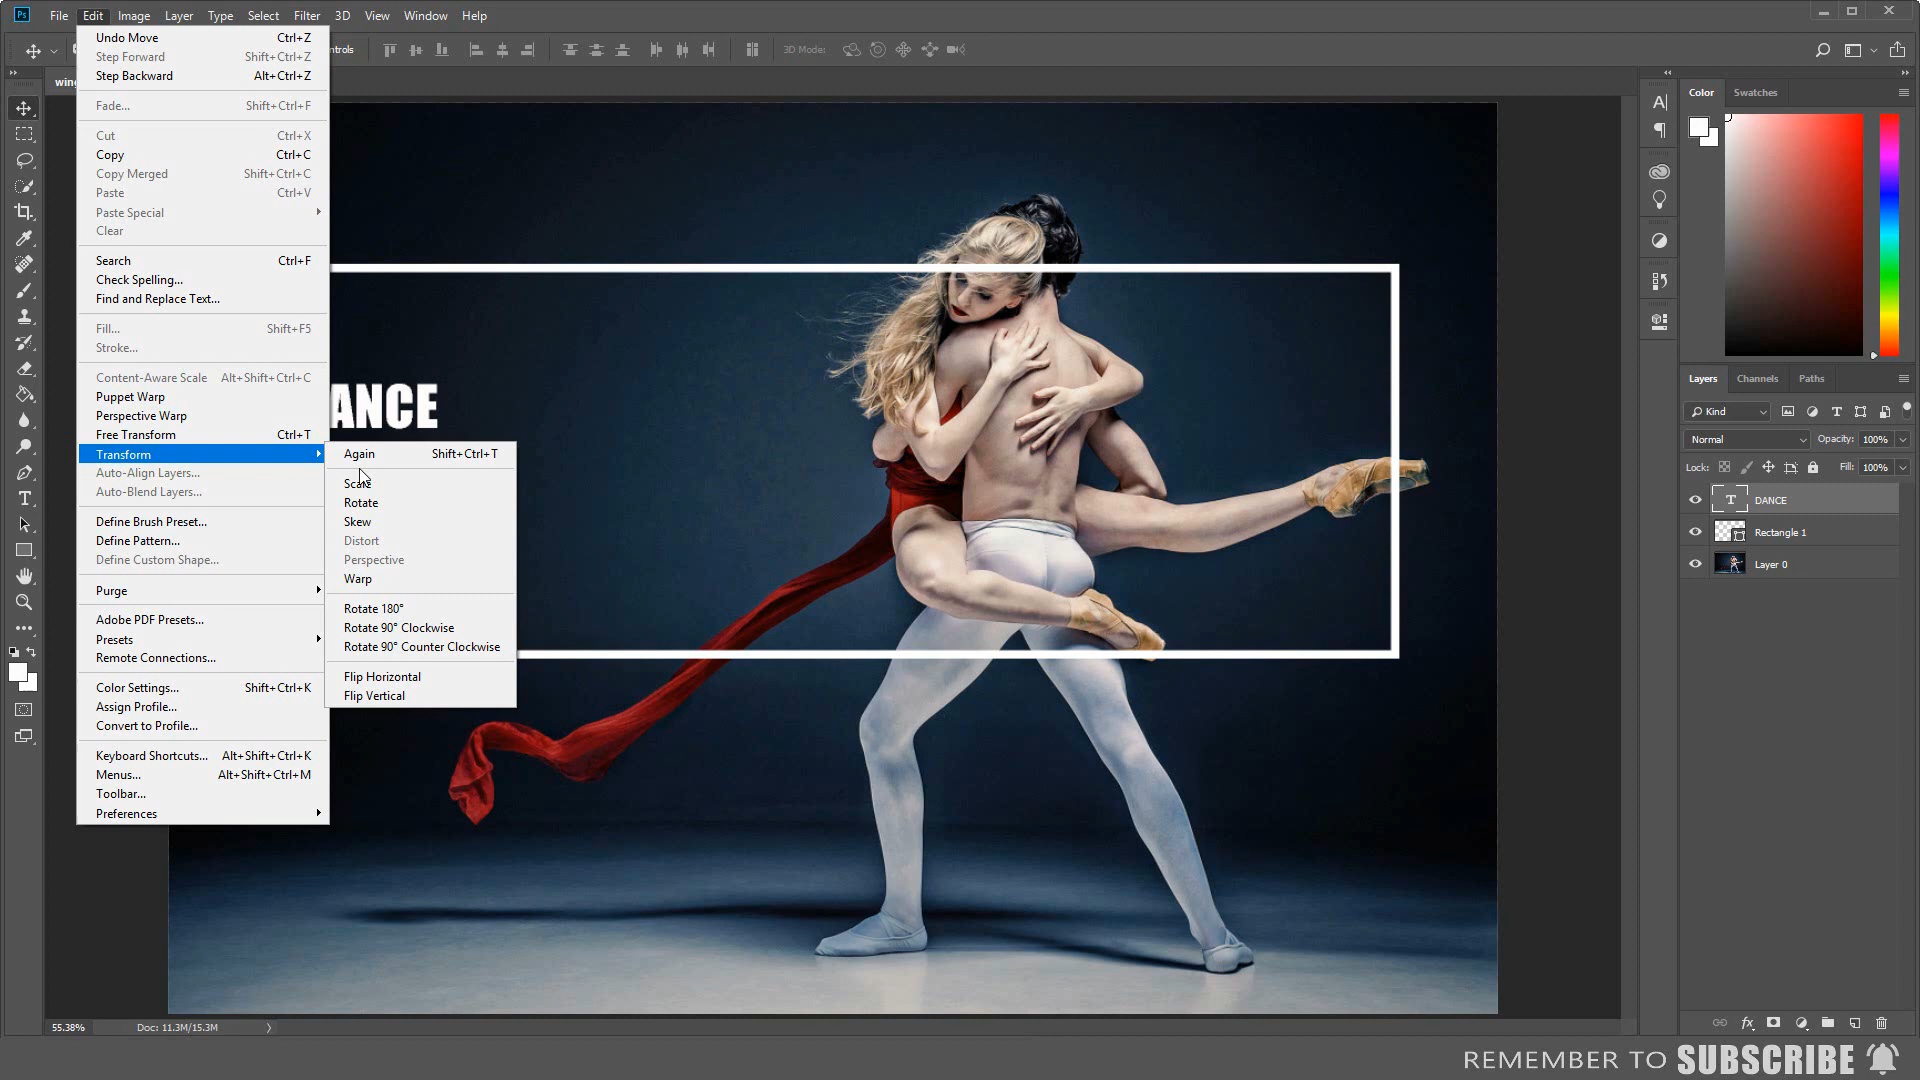 Ps File Edit Image Layer Type Select Filter 3D View Window Help
ntrols
3D Mode:
wing
Undo Move Ctrl+Z
Step Forward Shift+Ctrl+Z
Step Backward Alt+Ctrl+Z
Fade... Shift+Ctrl+F
Cut Ctrl+X
Copy Ctrl+C
Copy Merged Shift+Ctrl+C
Paste Ctrl+V
Paste Special
Clear
Search Ctrl+F
Check Spelling...
Find and Replace Text...
Fill... Shift+F5
Stroke...
Content-Aware Scale Alt+Shift+Ctrl+C
Puppet Warp
Perspective Warp
Free Transform Ctrl+T
Transform
Auto-Align Layers...
Auto-Blend Layers...
Define Brush Preset...
Define Pattern...
Define Custom Shape...
Purge
Adobe PDF Presets...
Presets
Remote Connections...
Color Settings... Shift+Ctrl+K
Assign Profile...
Convert to Profile...
Keyboard Shortcuts... Alt+Shift+Ctrl+K
Menus... Alt+Shift+Ctrl+M
Toolbar...
Preferences
Again Shift+Ctrl+T
Scale
Rotate
Skew
Distort
Perspective
Warp
Rotate 180°
Rotate 90° Clockwise
Rotate 90° Counter Clockwise
Flip Horizontal
Flip Vertical
ANCE
Color Swatches
Layers Channels Paths
Kind
Normal Opacity: 100%
Lock: Fill: 100%
T DANCE
Rectangle 1
Layer 0
fx
55.38% Doc: 11.3M/15.3M
REMEMBER TO SUBSCRIBE